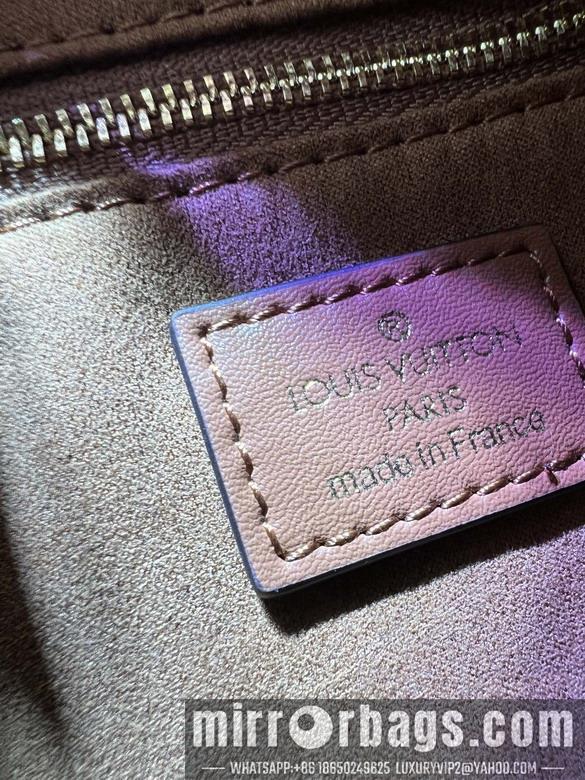 ®
LOUIS VUITTON
PARIS
made in France
mirrorbags.com
WHATSAPP:+86 18650249625 LUXURYVIP2@YAHOO.COM